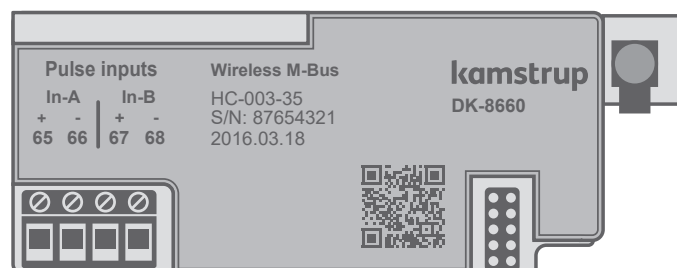 Pulse inputs
In-A In-B
+ - + -
65 66 67 68
Wireless M-Bus
HC-003-35
S/N: 87654321
2016.03.18
kamstrup
DK-8660